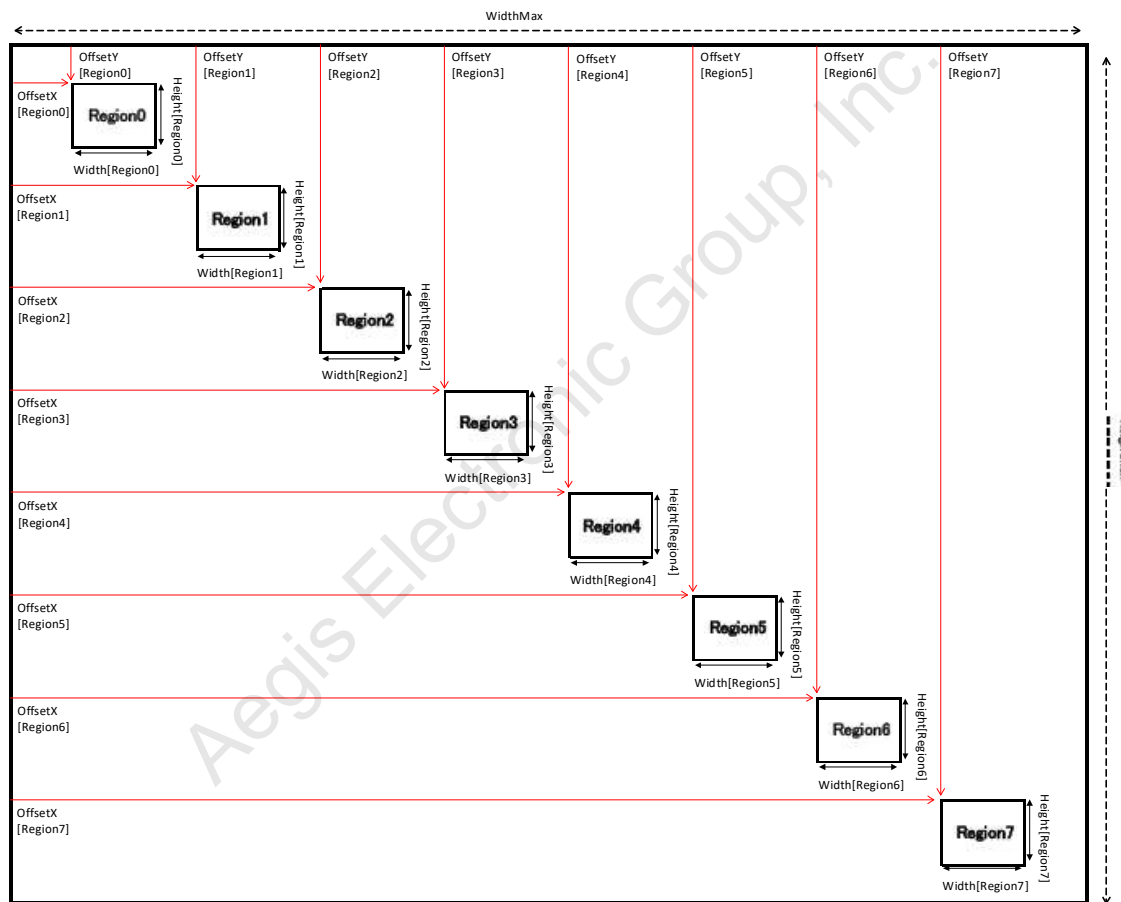 WidthMax
OffsetY
[Region0]
OffsetY
[Region1]
OffsetY
[Region2]
OffsetY
[Region3]
OffsetY
[Region4]
OffsetY
[Region5]
OffsetY
[Region6]
OffsetY
[Region7]
OffsetX
[Region0]
Region0
Height[Region0]
Width[Region0]
OffsetX
[Region1]
Region1
Height[Region1]
Width[Region1]
OffsetX
[Region2]
Region2
Height[Region2]
Width[Region2]
OffsetX
[Region3]
Region3
Height[Region3]
Width[Region3]
OffsetX
[Region4]
Region4
Height[Region4]
Width[Region4]
OffsetX
[Region5]
Region5
Height[Region5]
Width[Region5]
OffsetX
[Region6]
Region6
Height[Region6]
Width[Region6]
OffsetX
[Region7]
Region7
Height[Region7]
Width[Region7]
Aegis Electronic Group, Inc.